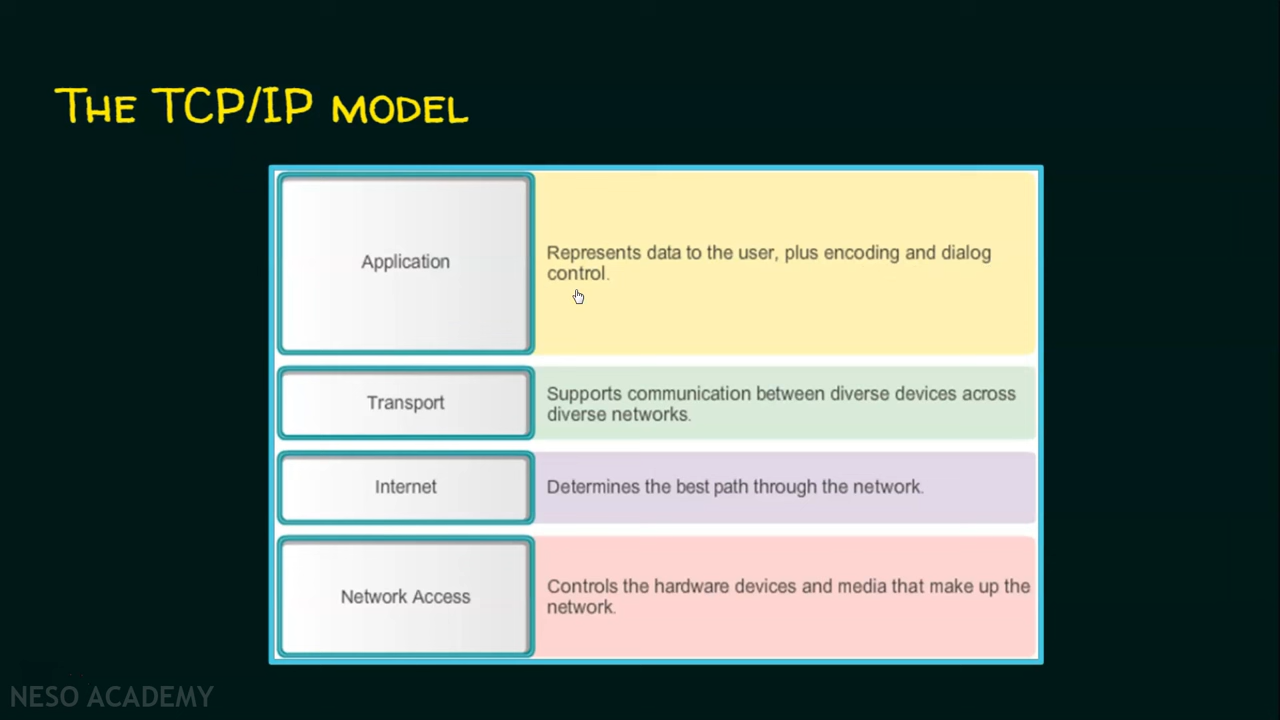 THE TCP/IP MODEL
Application
Represents data to the user, plus encoding and dialog
control.
Transport
Supports communication between diverse devices across
diverse networks.
Internet
Determines the best path through the network.
Network Access
Controls the hardware devices and media that make up the
network.
NESO ACADEMY